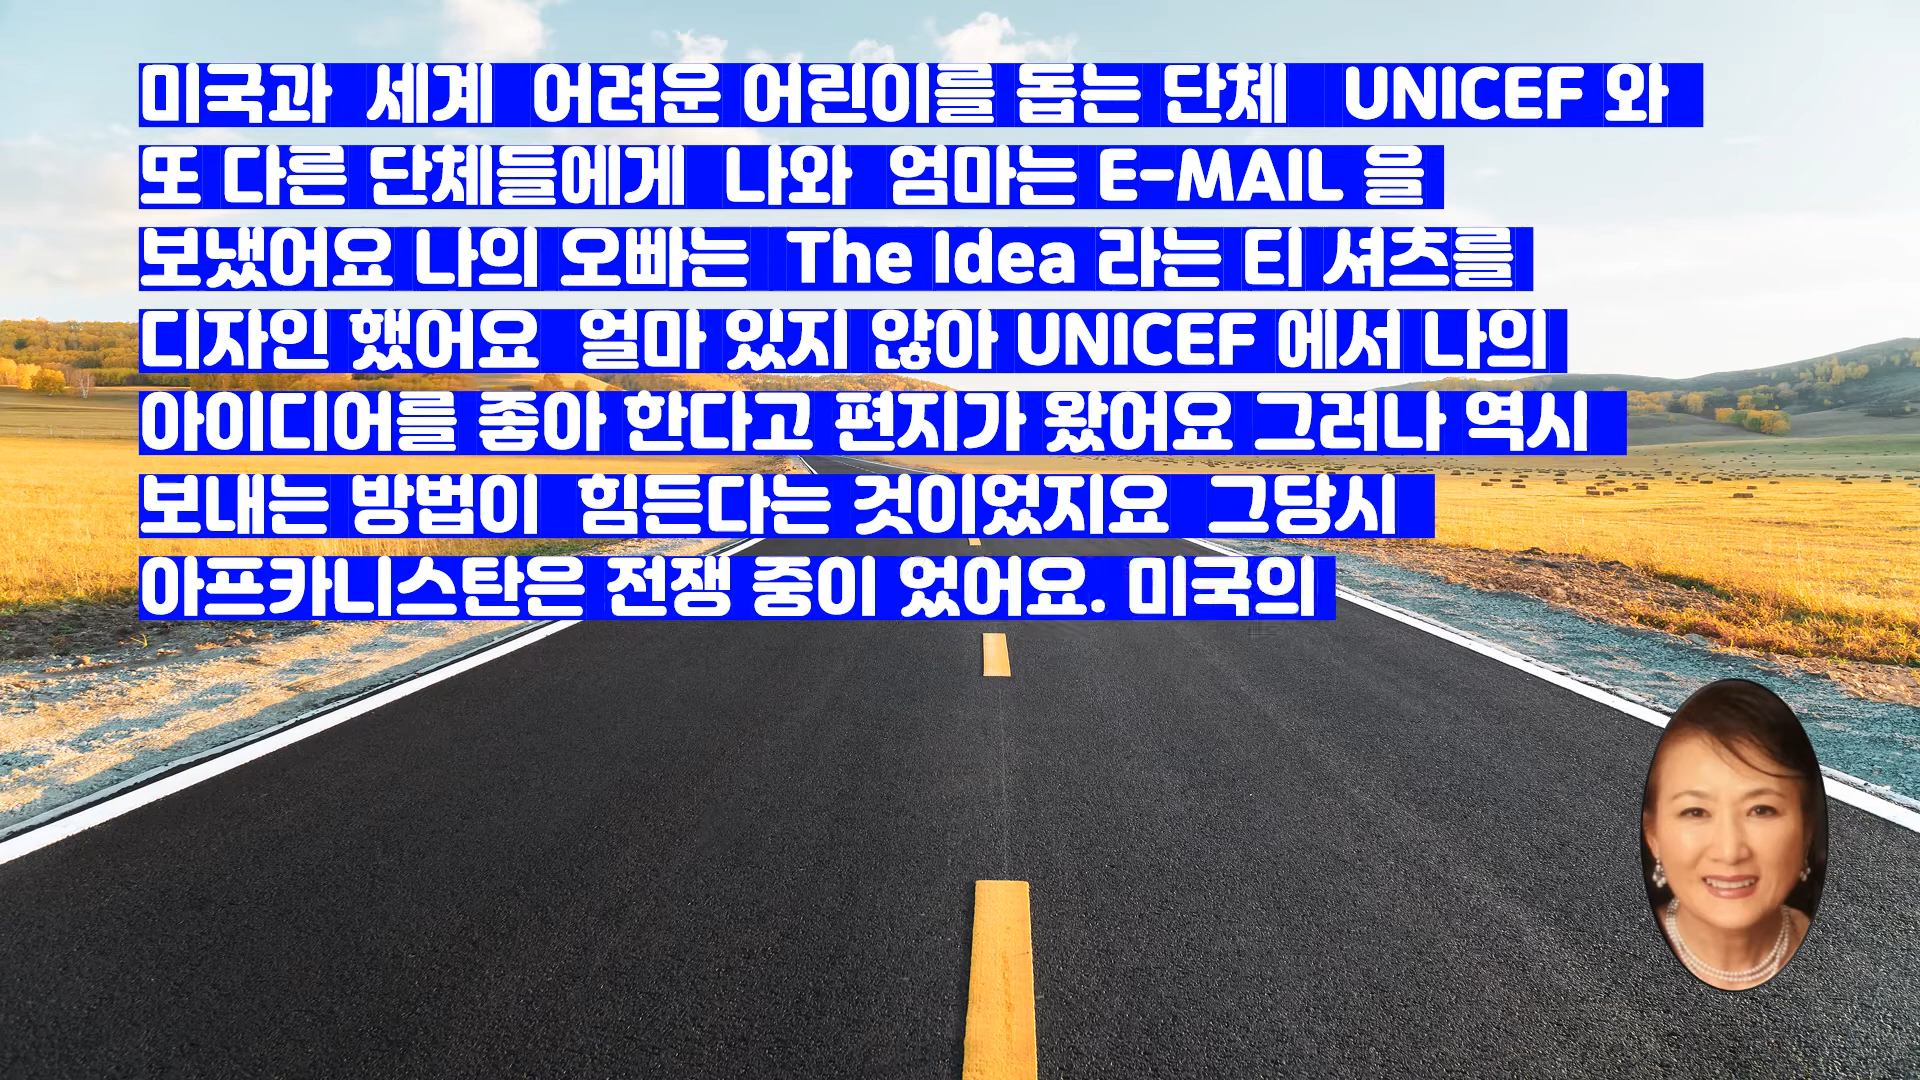 미국과 세계 어려운 어린이를 돕는 단체 UNICEF 와
또 다른 단체들에게 나와 엄마는 E-MAIL 을
보냈어요 나의 오빠는 The Idea 라는 티 셔츠를
디자인 했어요 얼마 있지 않아 UNICEF 에서 나의
아이디어를 좋아 한다고 편지가 왔어요 그러나 역시
보내는 방법이 힘든다는 것이었지요 그당시
아프카니스탄은 전쟁 중이 었어요. 미국의